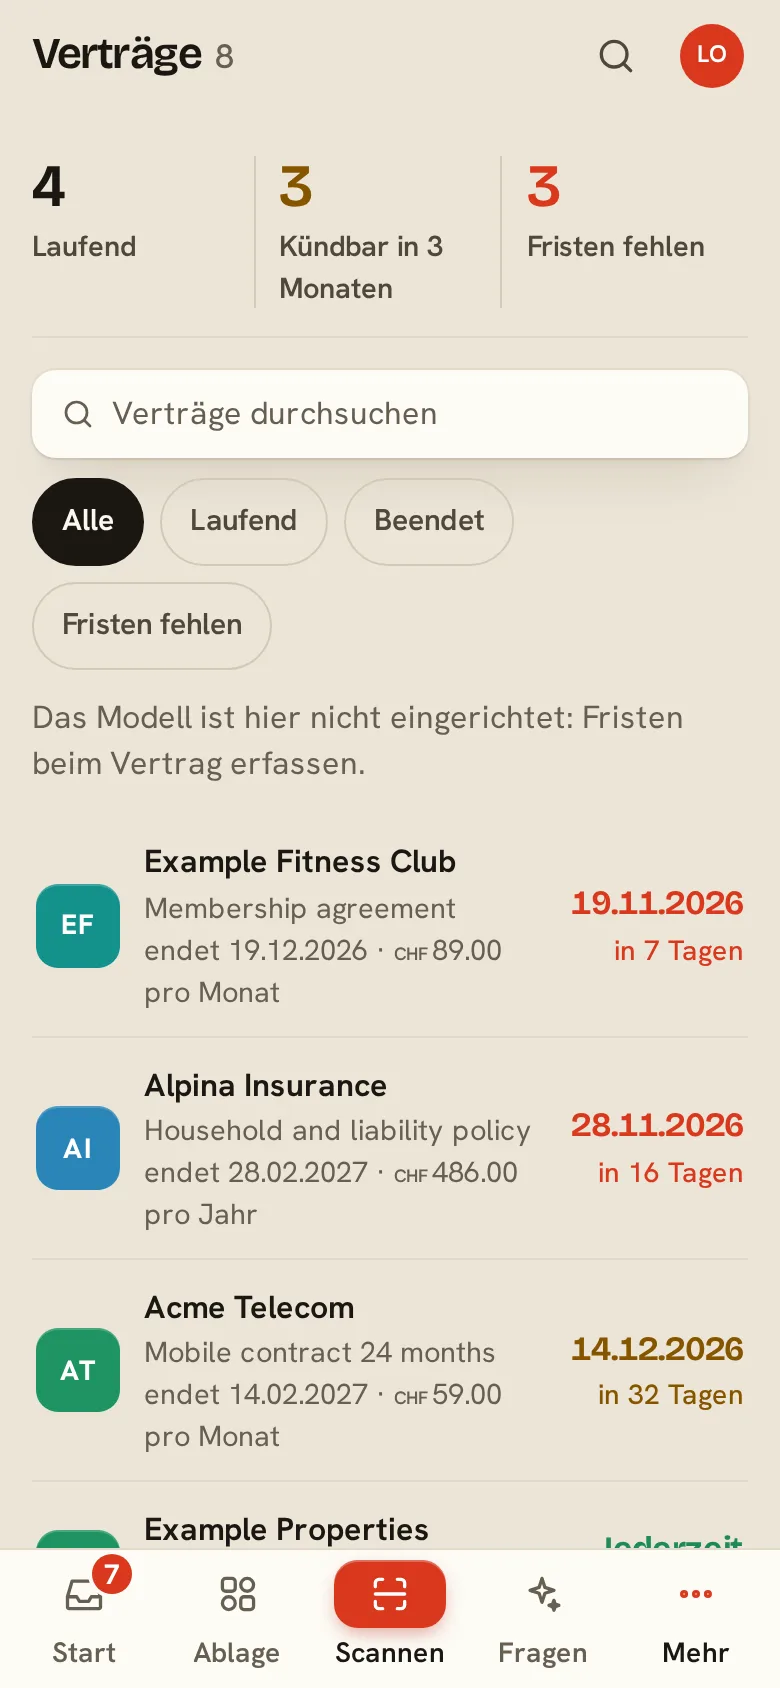 Verträge 8
LO
4
Laufend
3
Kündbar in 3
Monaten
3
Fristen fehlen
Verträge durchsuchen
Alle
Laufend
Beendet
Fristen fehlen
Das Modell ist hier nicht eingerichtet: Fristen
beim Vertrag erfassen.
EF
Example Fitness Club
Membership agreement
endet 19.12.2026 · CHF 89.00
pro Monat
19.11.2026
in 7 Tagen
AI
Alpina Insurance
Household and liability policy
endet 28.02.2027 · CHF 486.00
pro Jahr
28.11.2026
in 16 Tagen
AT
Acme Telecom
Mobile contract 24 months
endet 14.02.2027 · CHF 59.00
pro Monat
14.12.2026
in 32 Tagen
Example Properties
Jederzeit
7
Start
Ablage
Scannen
Fragen
Mehr